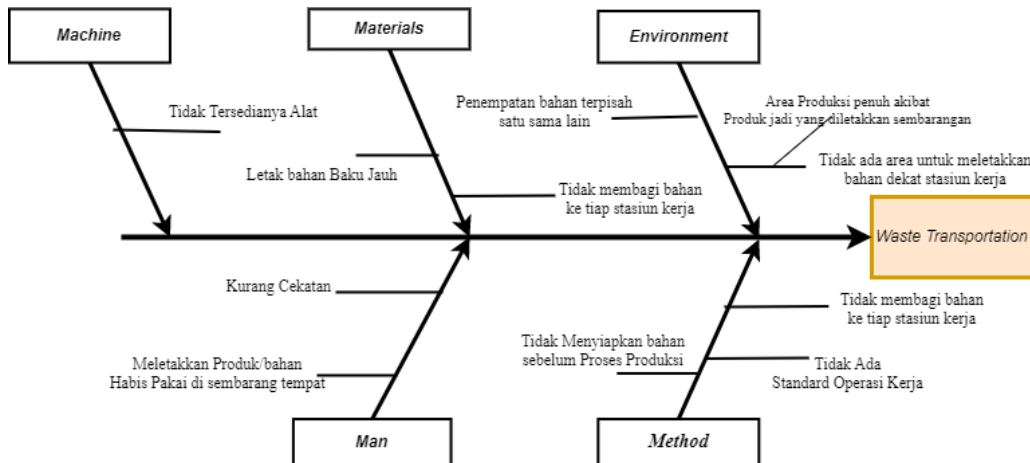 Machine
Materials
Environment
Tidak Tersedianya Alat
Letak bahan Baku Jauh
Tidak membagi bahan
ke tiap stasiun kerja
Penempatan bahan terpisah
satu sama lain
Area Produksi penuh akibat
Produk jadi yang diletakkan sembarangan
Tidak ada area untuk meletakkan
bahan dekat stasiun kerja
Waste Transportation
Kurang Cekatan
Meletakkan Produk/bahan
Habis Pakai di sembarang tempat
Tidak Menyiapkan bahan
sebelum Proses Produksi
Tidak membagi bahan
ke tiap stasiun kerja
Tidak Ada
Standard Operasi Kerja
Man
Method